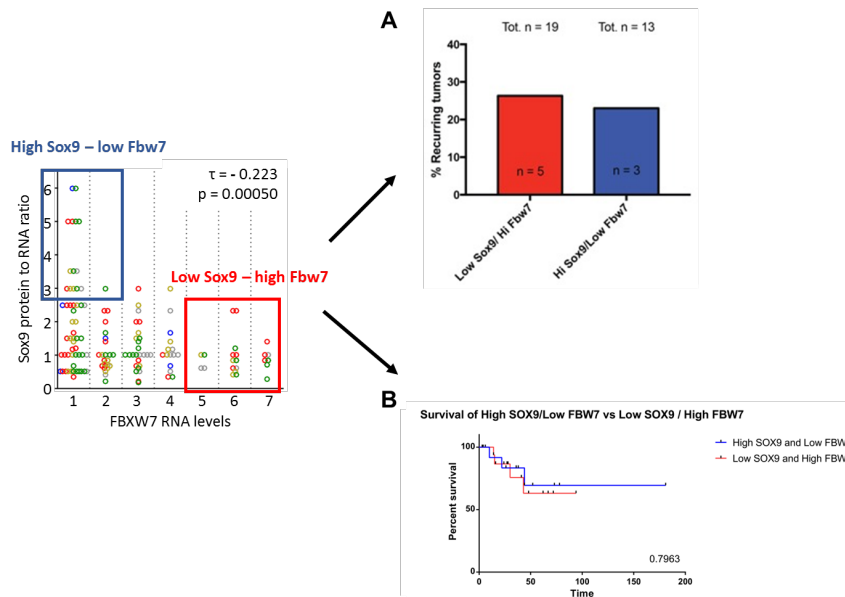 A
Tot. n = 19
Tot. n = 13
% Recurring tumors
40
30
20
10
0
n = 5
n = 3
Low Sox9/ Hi Fbw7
Hi Sox9/Low Fbw7
High Sox9 – low Fbw7
τ = - 0.223
p = 0.00050
Low Sox9 – high Fbw7
Sox9 protein to RNA ratio
6
5
4
3
2
1
0
1 2 3 4 5 6 7
FBXW7 RNA levels
B
Survival of High SOX9/Low FBW7 vs Low SOX9 / High FBW7
High SOX9 and Low FBW
Low SOX9 and High FBW
Percent survival
100
50
0
0 50 100 150 200
0.7963
Time